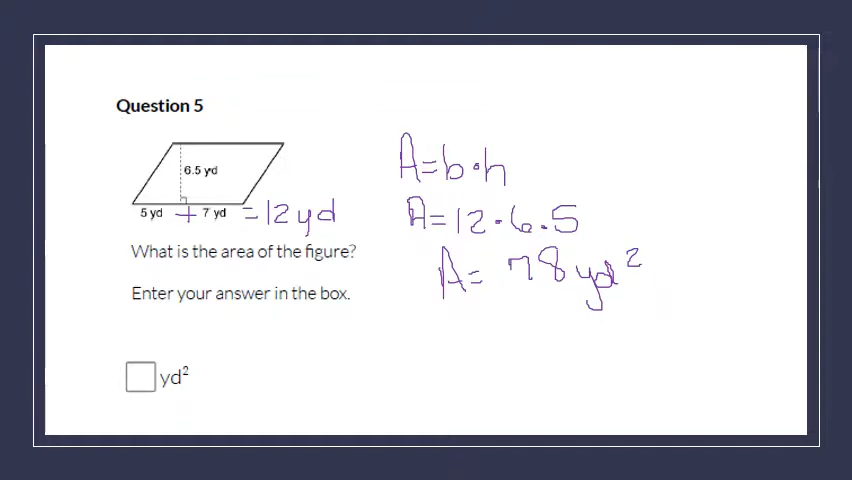 Question 5
6.5 yd
5 yd + 7 yd = 12 yd
What is the area of the figure?
Enter your answer in the box.
yd²
A = b·h
A = 12·6.5
A = 78 yd²